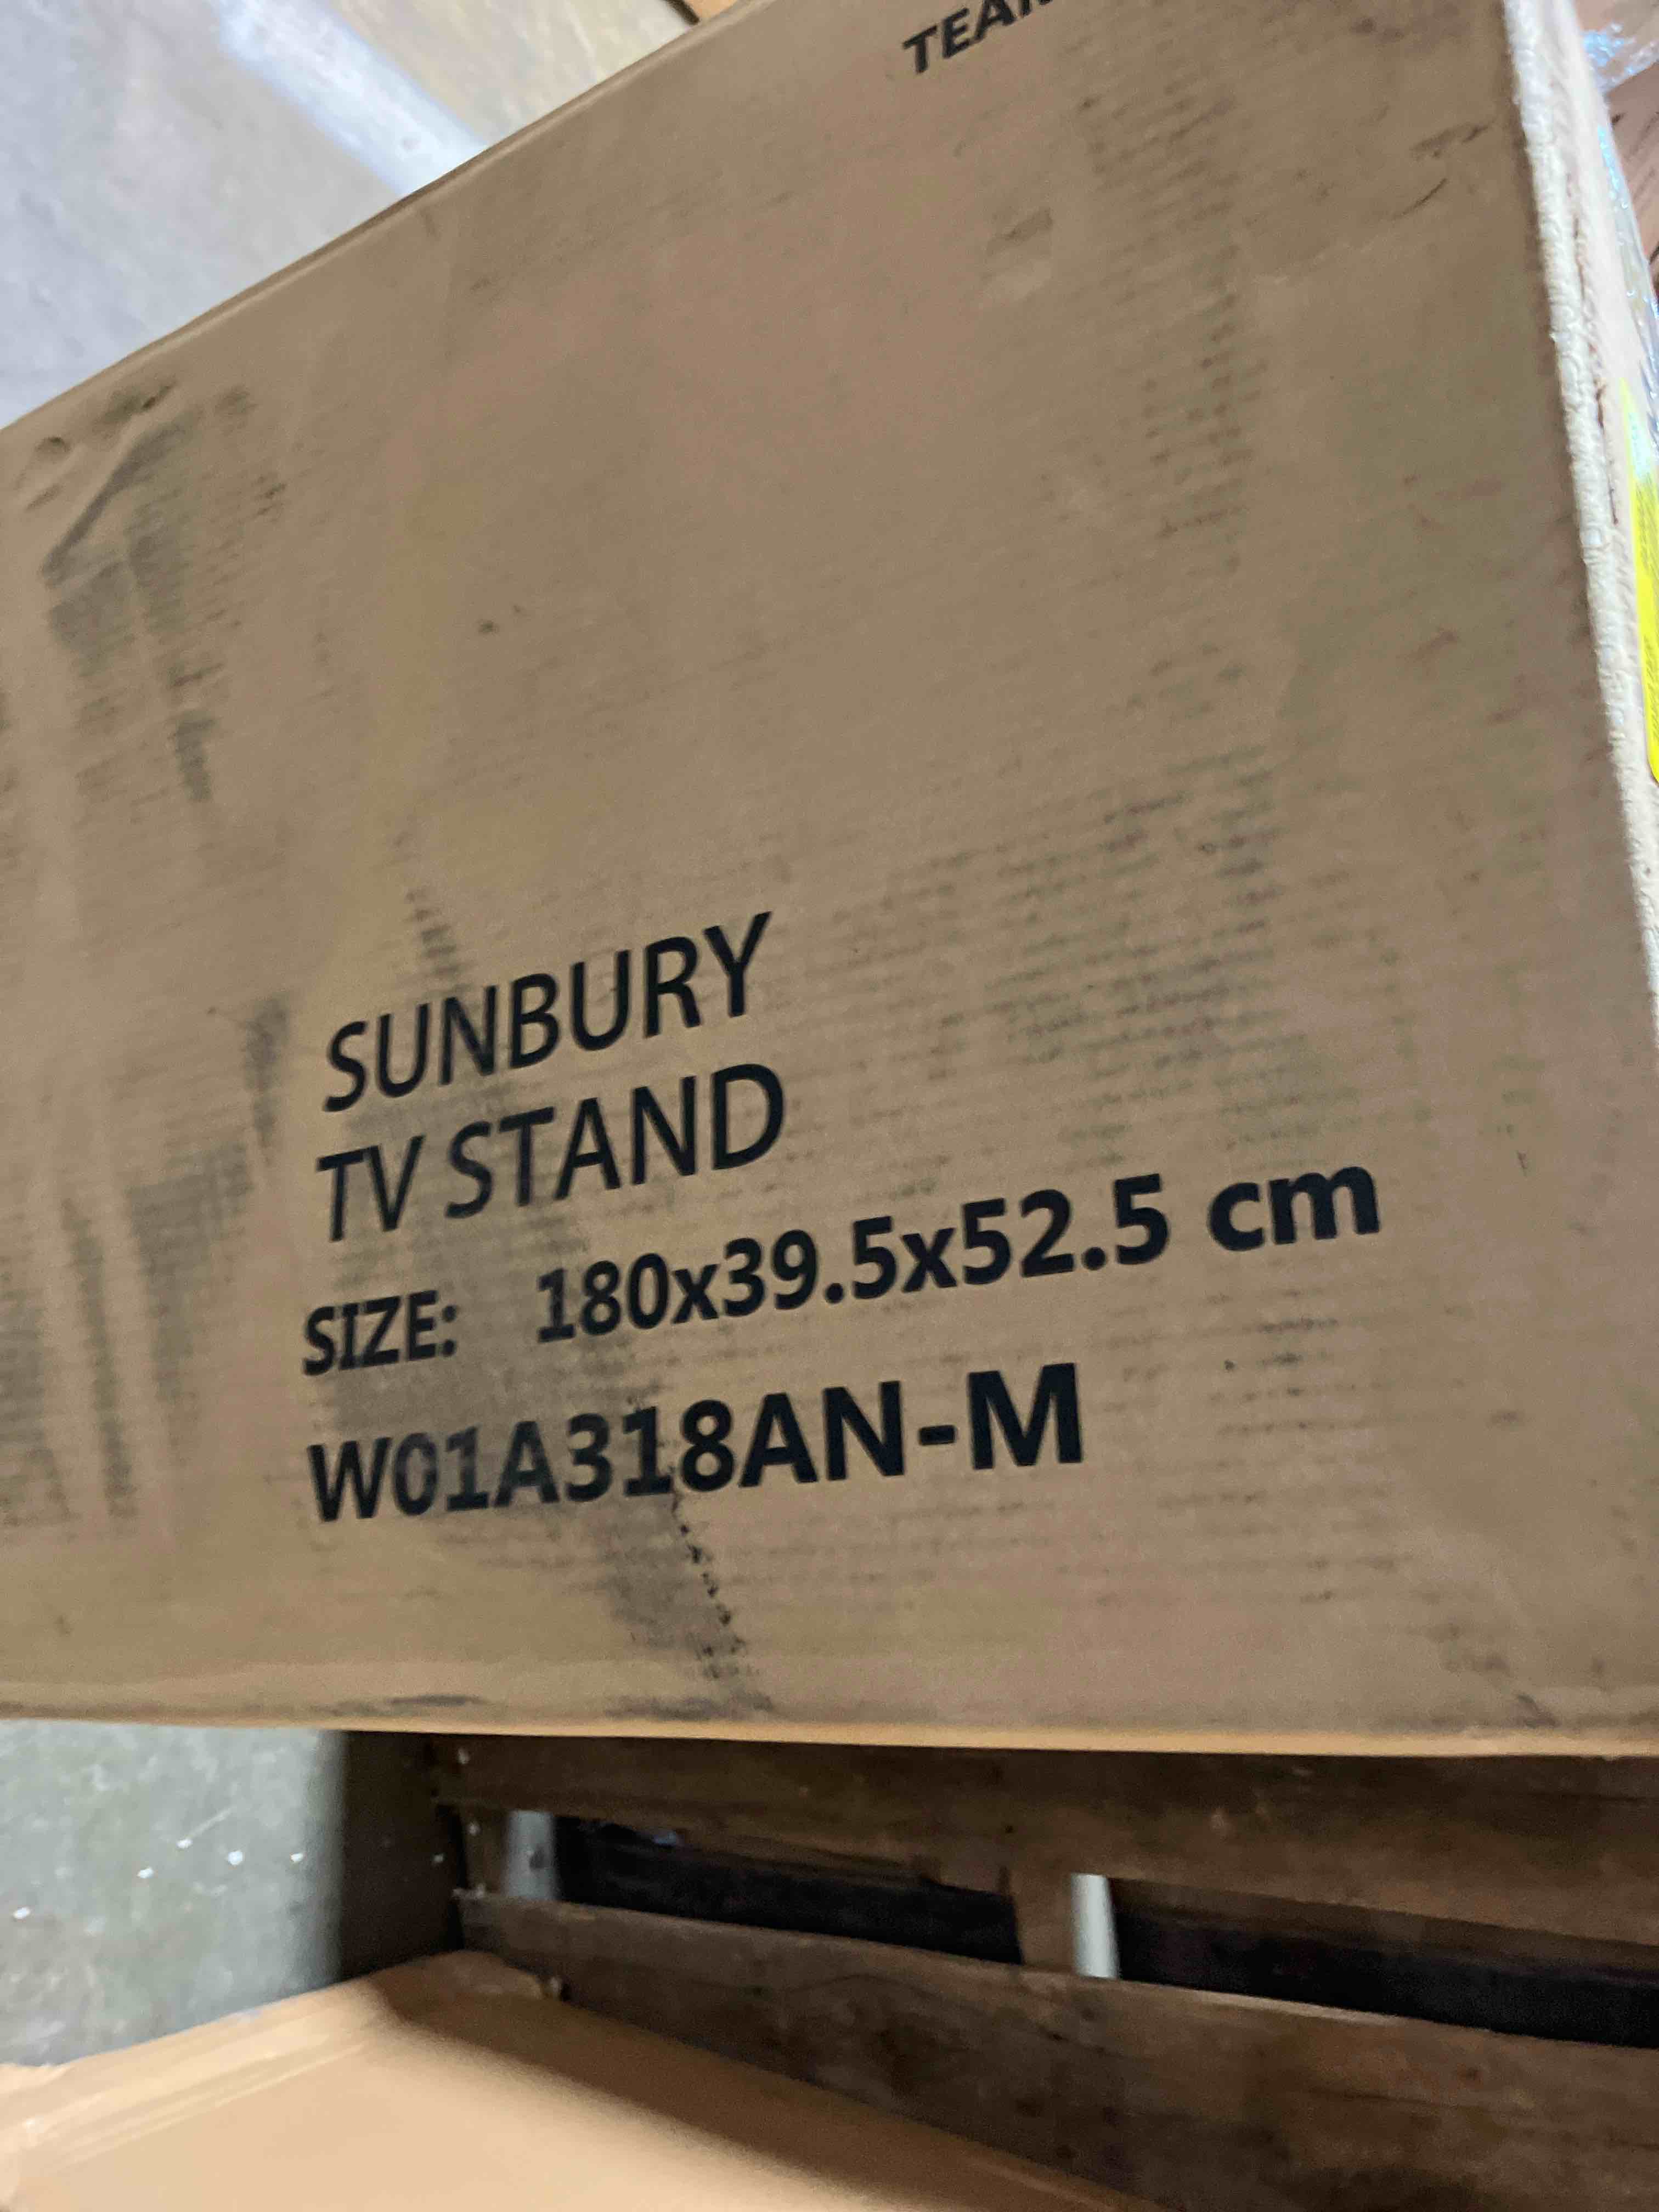 SUNBURY
TV STAND
SIZE: 180x39.5x52.5 cm
W01A318AN-M